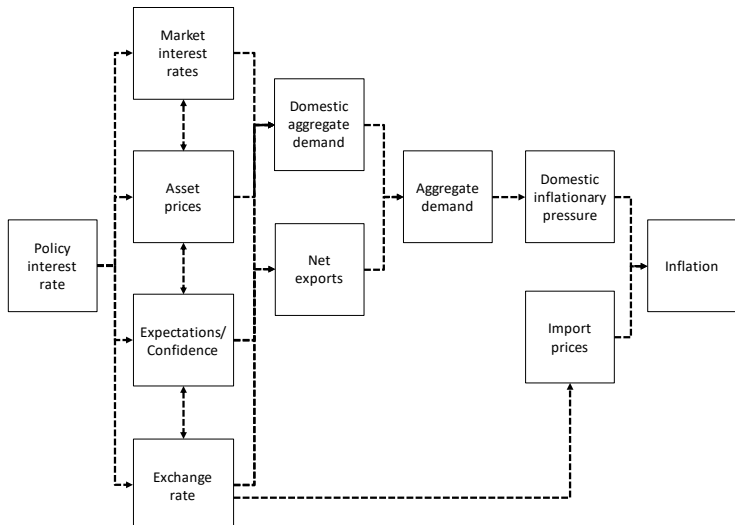 Market
interest
rates
Domestic
aggregate
demand
Asset
prices
Aggregate
demand
Domestic
inflationary
pressure
Policy
interest
rate
Net
exports
Inflation
Expectations/
Confidence
Import
prices
Exchange
rate